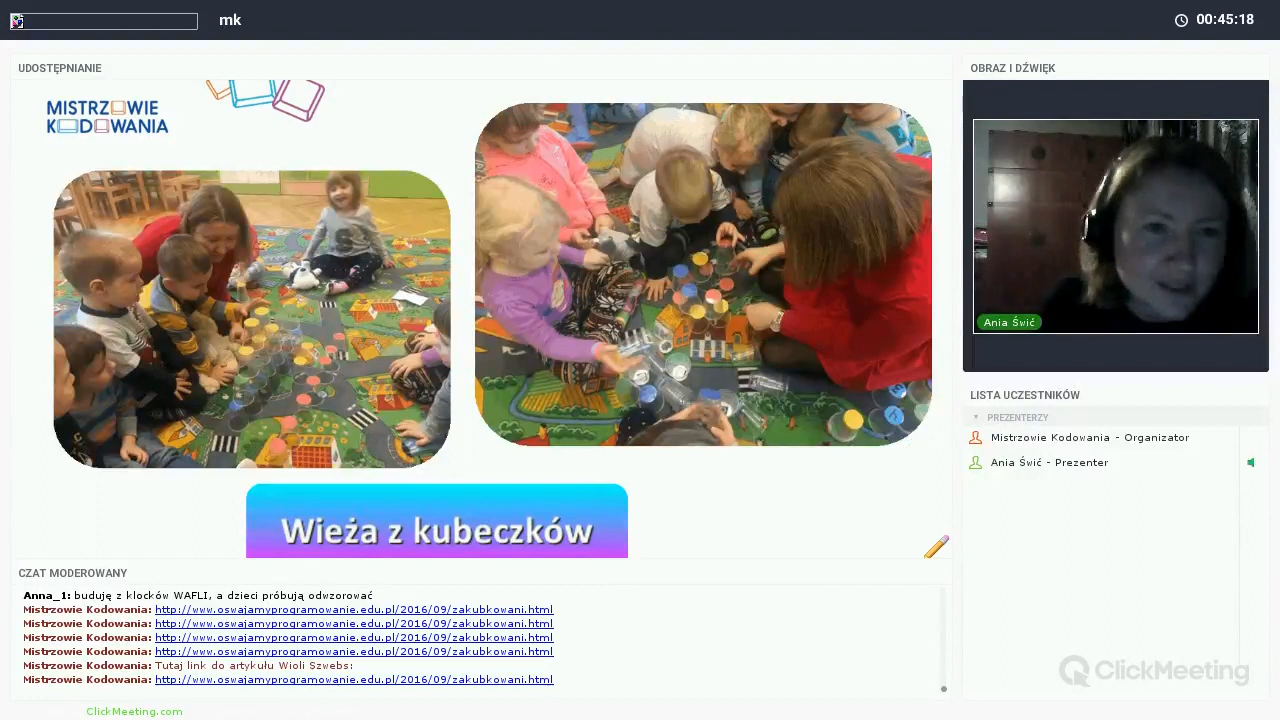 mk
00:45:18
UDOSTĘPNIANIE
OBRAZ I DŹWIĘK
MISTRZOWIE
KODOWANIA
Ania Świć
Wieża z kubeczków
LISTA UCZESTNIKÓW
PREZENTERZY
Mistrzowie Kodowania - Organizator
Ania Świć - Prezenter
CZAT MODEROWANY
Anna_1: buduję z klocków WAFLI, a dzieci próbują odwzorować
Mistrzowie Kodowania: http://www.oswajamyprogramowanie.edu.pl/2016/09/zakubkowani.html
Mistrzowie Kodowania: http://www.oswajamyprogramowanie.edu.pl/2016/09/zakubkowani.html
Mistrzowie Kodowania: http://www.oswajamyprogramowanie.edu.pl/2016/09/zakubkowani.html
Mistrzowie Kodowania: http://www.oswajamyprogramowanie.edu.pl/2016/09/zakubkowani.html
Mistrzowie Kodowania: Tutaj link do artykułu Wioli Szwebs:
Mistrzowie Kodowania: http://www.oswajamyprogramowanie.edu.pl/2016/09/zakubkowani.html
ClickMeeting
ClickMeeting.com